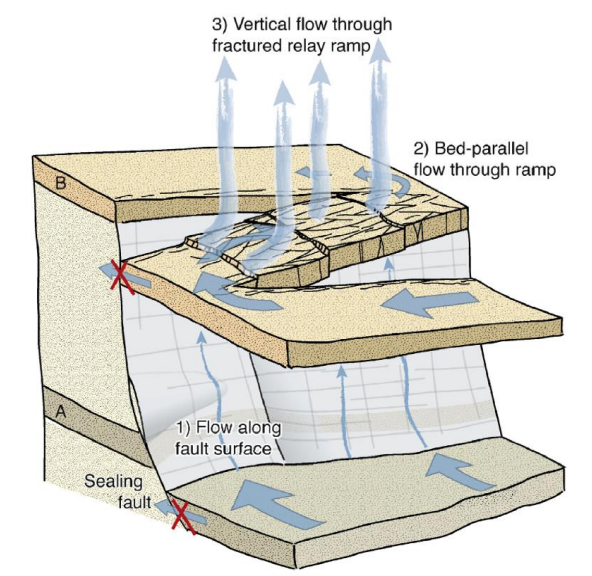 3) Vertical flow through
fractured relay ramp
2) Bed-parallel
flow through ramp
B
A
1) Flow along
fault surface
Sealing
fault